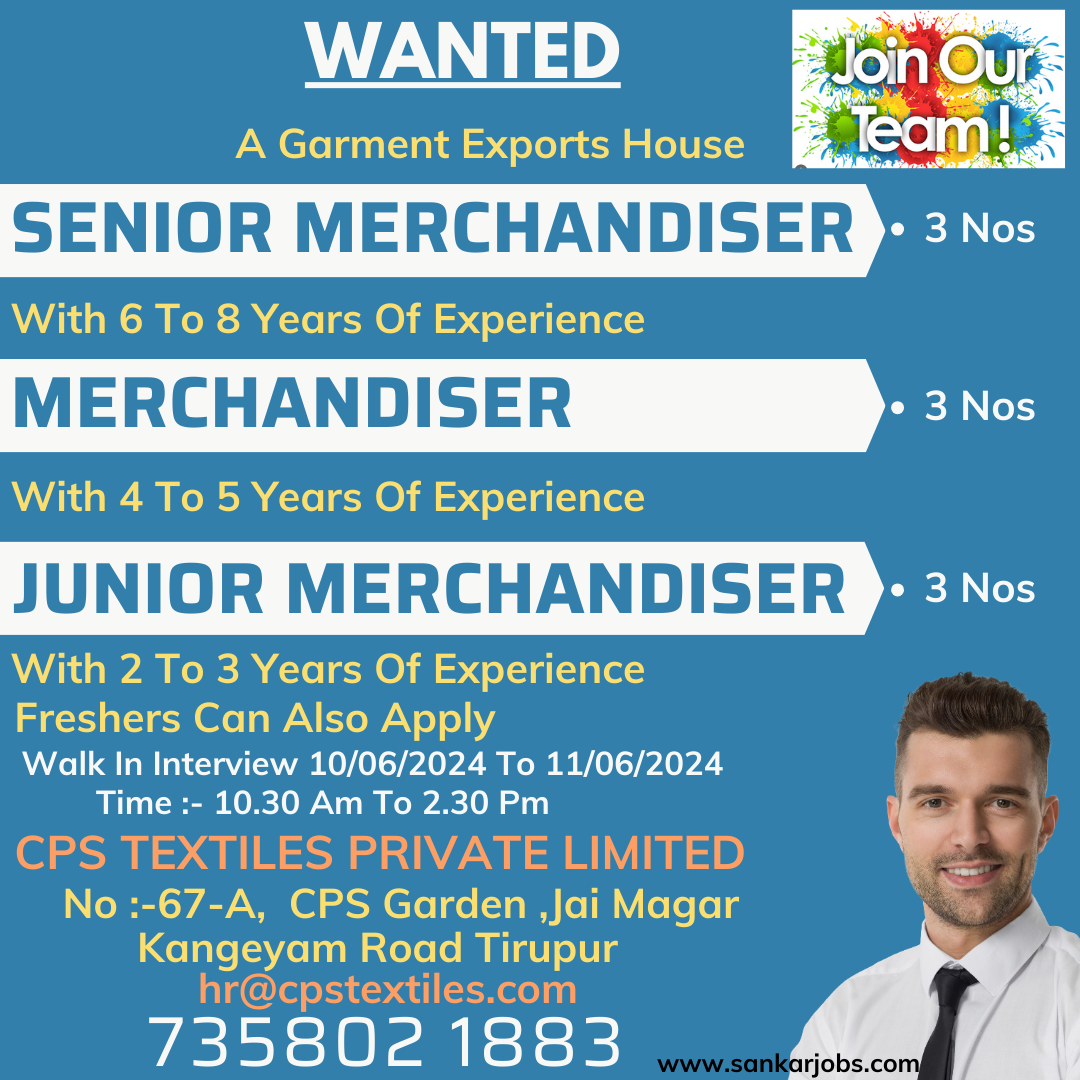 WANTED
Join Our
Team !
A Garment Exports House
SENIOR MERCHANDISER
• 3 Nos
With 6 To 8 Years Of Experience
MERCHANDISER
• 3 Nos
With 4 To 5 Years Of Experience
JUNIOR MERCHANDISER
• 3 Nos
With 2 To 3 Years Of Experience
Freshers Can Also Apply
Walk In Interview 10/06/2024 To 11/06/2024
Time :- 10.30 Am To 2.30 Pm
CPS TEXTILES PRIVATE LIMITED
No :-67-A, CPS Garden ,Jai Magar
Kangeyam Road Tirupur
hr@cpstextiles.com
735802 1883
www.sankarjobs.com